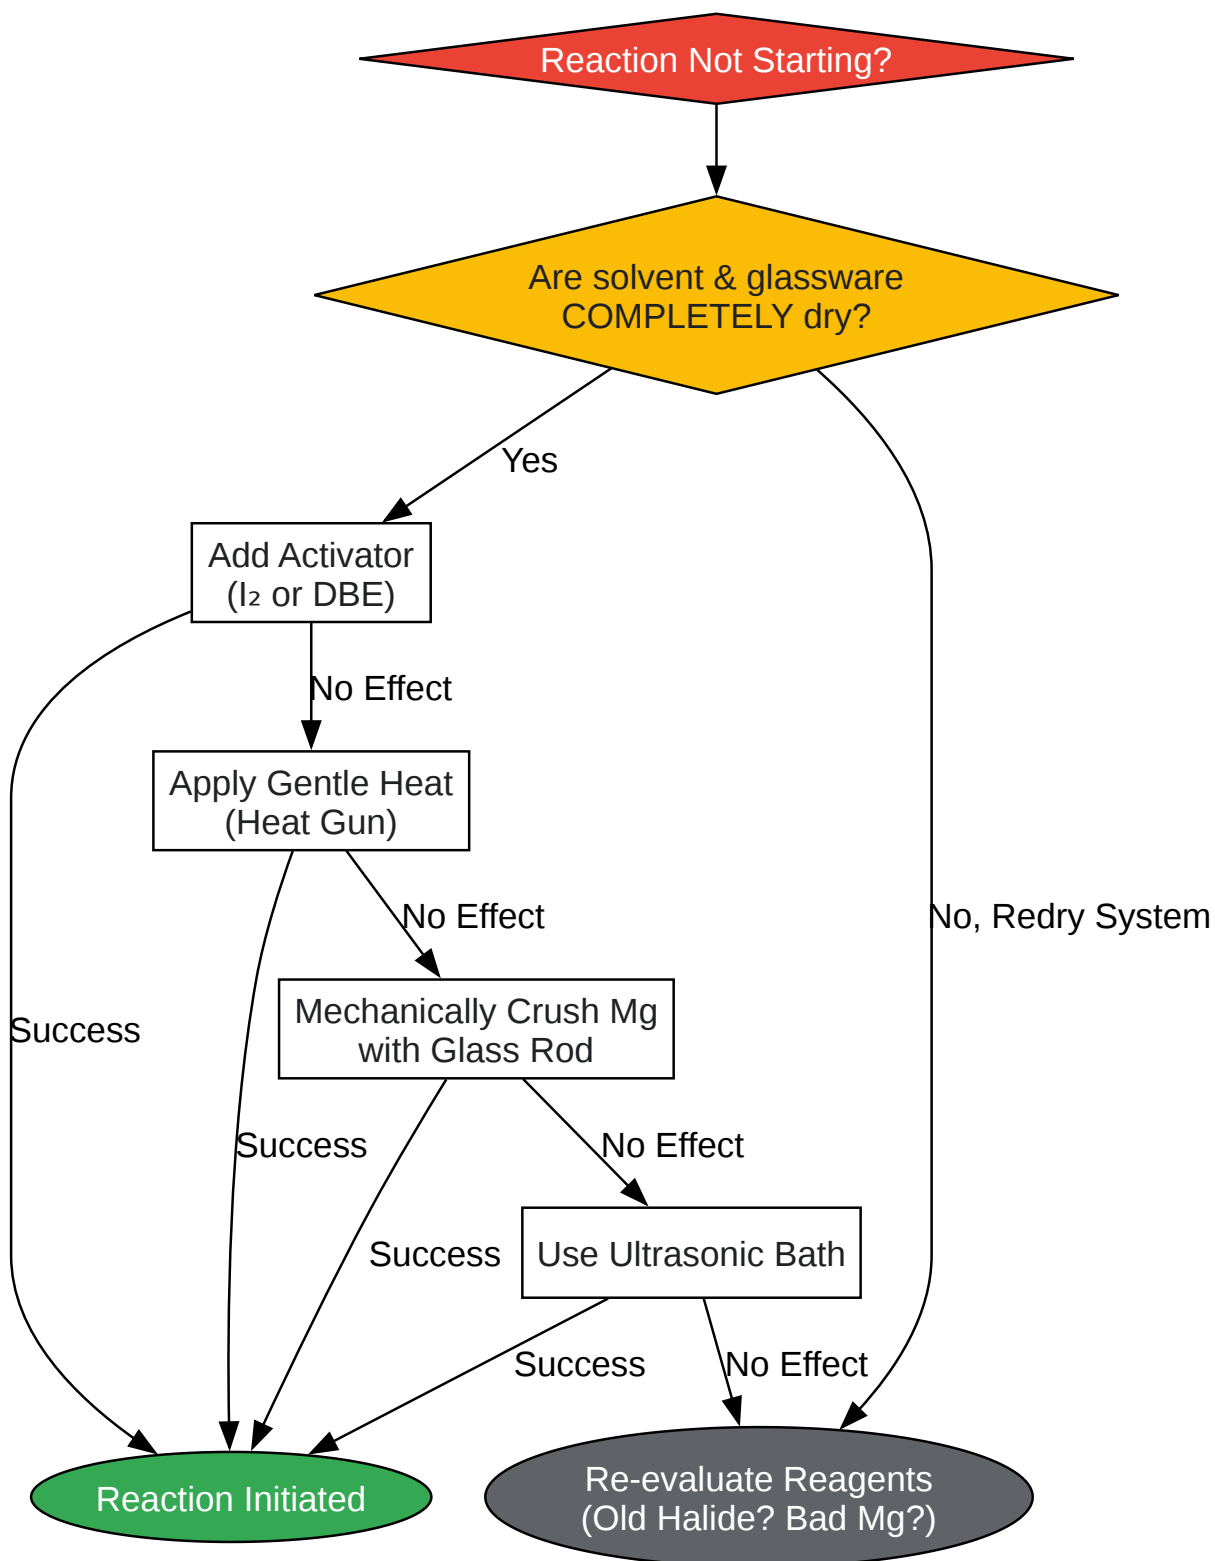 Reaction Not Starting?
Are solvent & glassware
COMPLETELY dry?
Yes
Add Activator
(I₂ or DBE)
No Effect
Apply Gentle Heat
(Heat Gun)
No Effect
No, Redry System
Mechanically Crush Mg
with Glass Rod
Success
Success
No Effect
Success
Use Ultrasonic Bath
Success
No Effect
Reaction Initiated
Re-evaluate Reagents
(Old Halide? Bad Mg?)